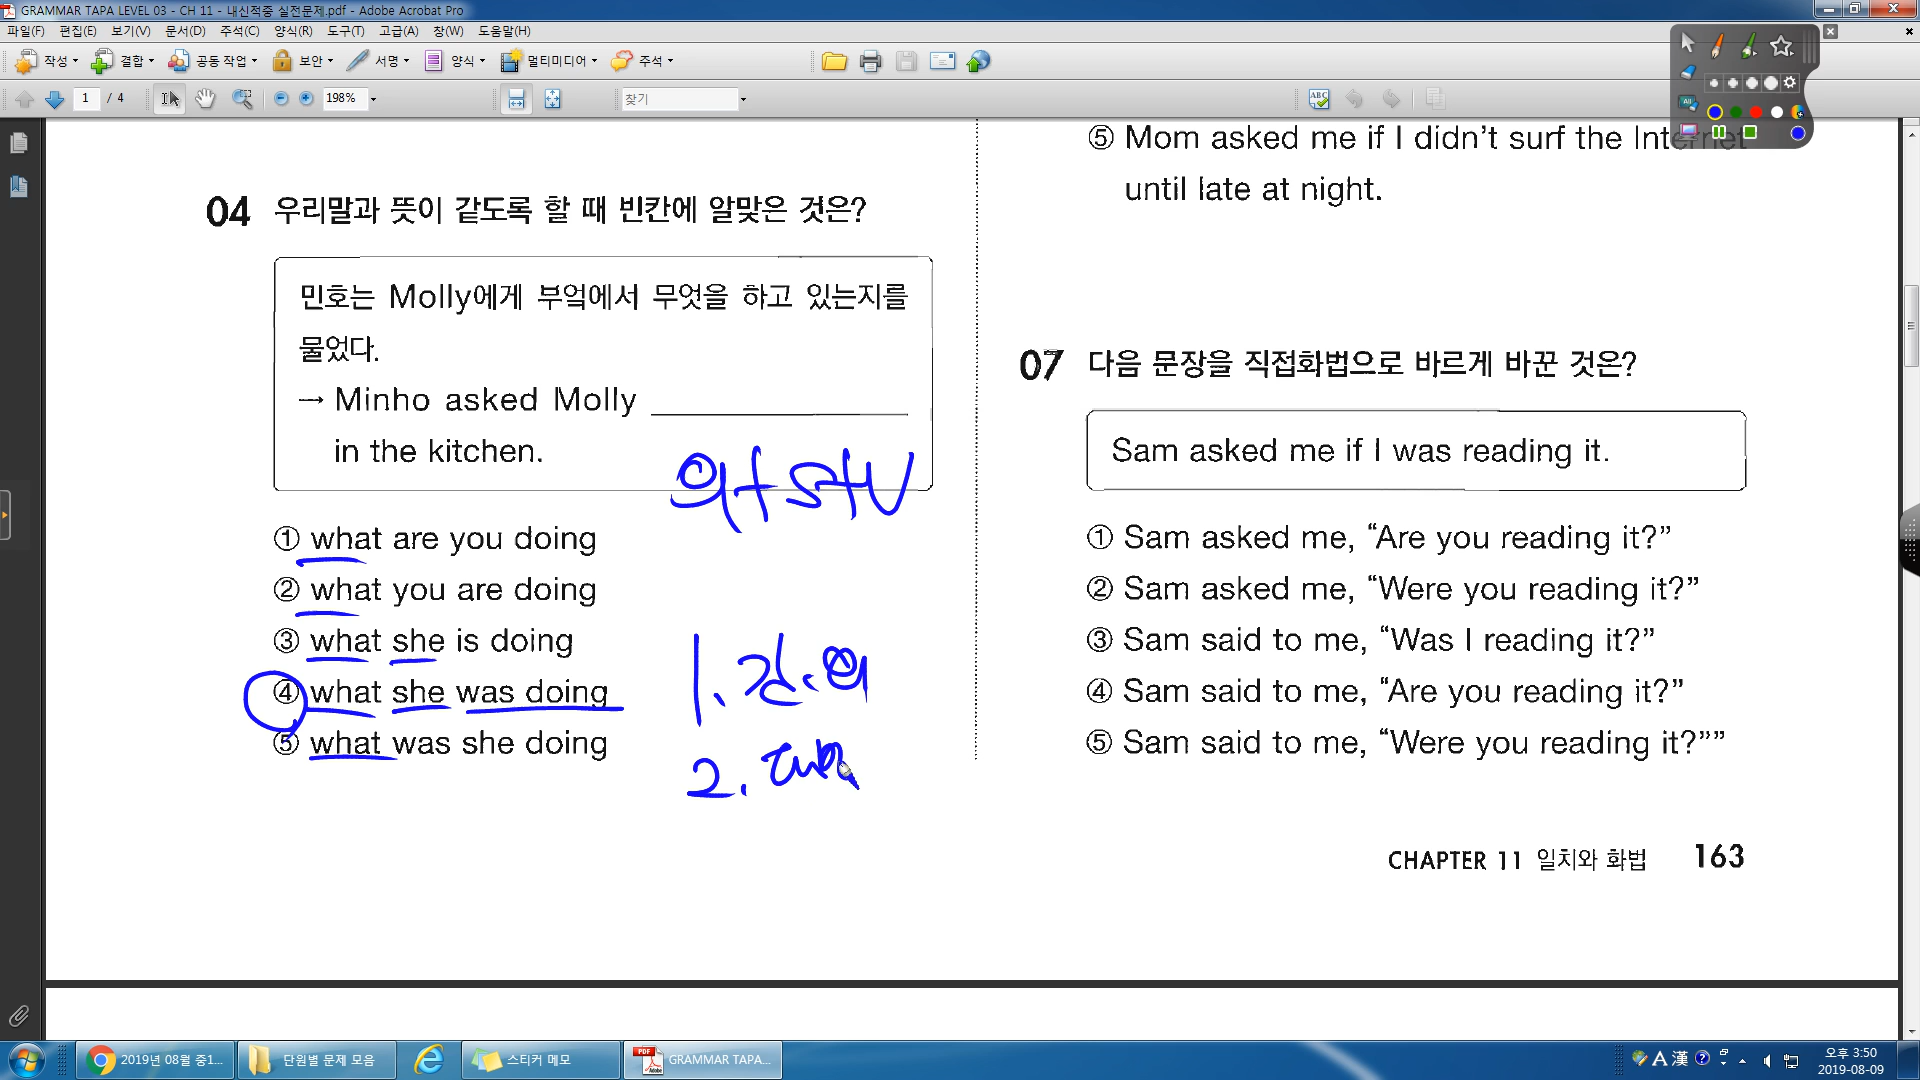 GRAMMAR TAPA LEVEL 03 - CH 11 - 내신적중 실전문제.pdf - Adobe Acrobat Pro
파일(F) 편집(E) 보기(V) 문서(D) 주석(C) 양식(R) 도구(T) 고급(A) 창(W) 도움말(H)
작성 결합 공동 작업 보안 서명 양식 멀티미디어 주석
1 / 4 198% 찾기
04 우리말과 뜻이 같도록 할 때 빈칸에 알맞은 것은?
민호는 Molly에게 부엌에서 무엇을 하고 있는지를
물었다.
→ Minho asked Molly
in the kitchen.
의+S+V
① what are you doing
② what you are doing
③ what she is doing
④ what she was doing
⑤ what was she doing
1. 간.의
2.
⑤ Mom asked me if I didn’t surf the Internet
until late at night.
07 다음 문장을 직접화법으로 바르게 바꾼 것은?
Sam asked me if I was reading it.
① Sam asked me, “Are you reading it?”
② Sam asked me, “Were you reading it?”
③ Sam said to me, “Was I reading it?”
④ Sam said to me, “Are you reading it?”
⑤ Sam said to me, “Were you reading it?””
CHAPTER 11 일치와 화법 163
2019년 08월 중1... 단원별 문제 모음 스티커 메모 GRAMMAR TAPA...
A 漢
오후 3:50
2019-08-09